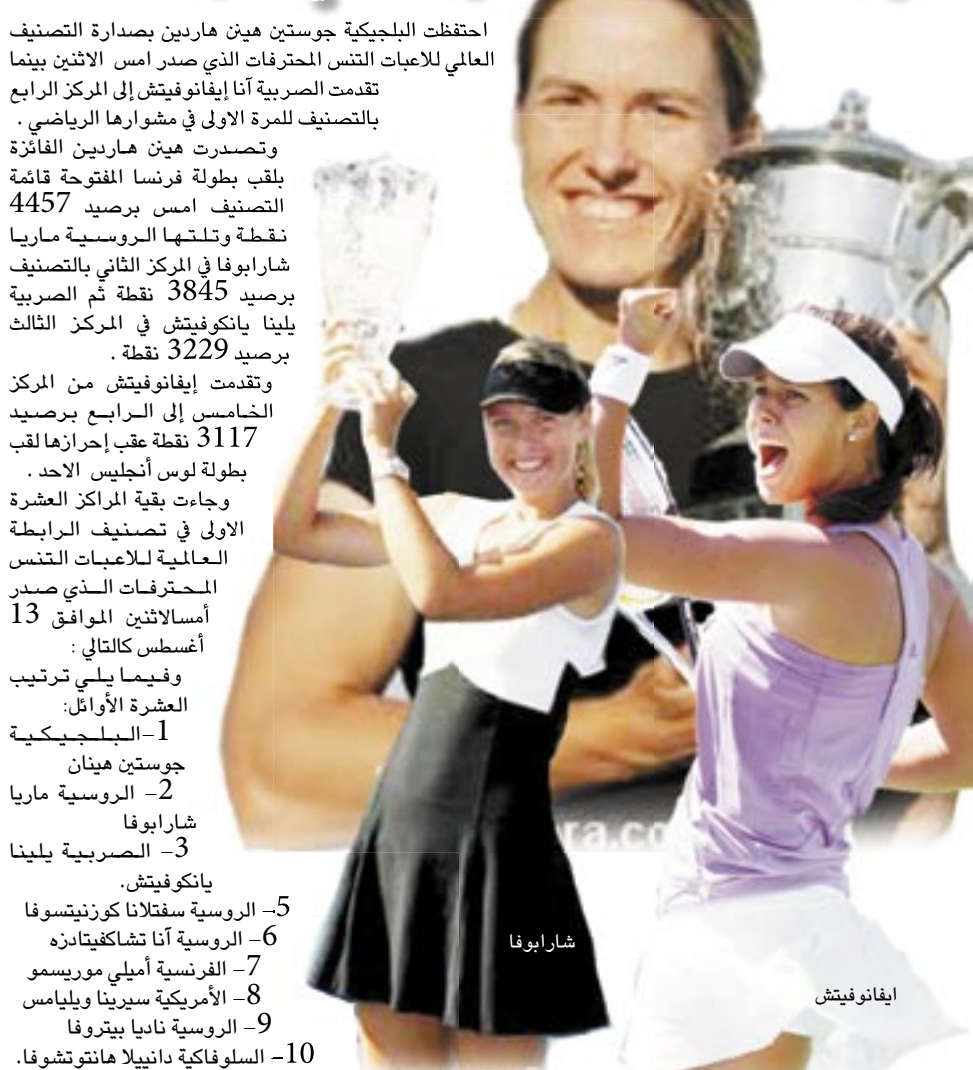 احتفظت البلجيكية جوستين هينن هاردين بصدارة التصنيف
العالمي للاعبات التنس المحترفات الذي صدر امس الاثنين بينما
تقدمت الصربية آنا إيفانوفيتش إلى المركز الرابع
بالتصنيف للمرة الاولى في مشوارها الرياضي .
وتصدرت هينن هاردين الفائزة
بلقب بطولة فرنسا المفتوحة قائمة
التصنيف امس برصيد 4457
نقطة وتلتها الروسية ماريا
شارابوفا في المركز الثاني بالتصنيف
برصيد 3845 نقطة ثم الصربية
يلينا يانكوفيتش في المركز الثالث
برصيد 3229 نقطة .
وتقدمت إيفانوفيتش من المركز
الخامس إلى الرابع برصيد
3117 نقطة عقب إحرازها لقب
بطولة لوس أنجليس الاحد .
وجاءت بقية المراكز العشرة
الاولى في تصنيف الرابطة
العالمية للاعبات التنس
المحترفات الذي صدر
أمسالاثنين الموافق 13
أغسطس كالتالي :
وفيما يلي ترتيب
العشرة الأوائل:
1-البلجيكية
جوستين هينان
2- الروسية ماريا
شارابوفا
3- الصربية يلينا
يانكوفيتش.
5- الروسية سفتلانا كوزنيتسوفا
6- الروسية آنا تشاكفيتادزه
7- الفرنسية أميلي موريسمو
8- الأمريكية سيرينا ويليامس
9- الروسية ناديا بيتروفا
10- السلوفاكية دانييلا هانتوتشوفا.
شارابوفا
ايفانوفيتش